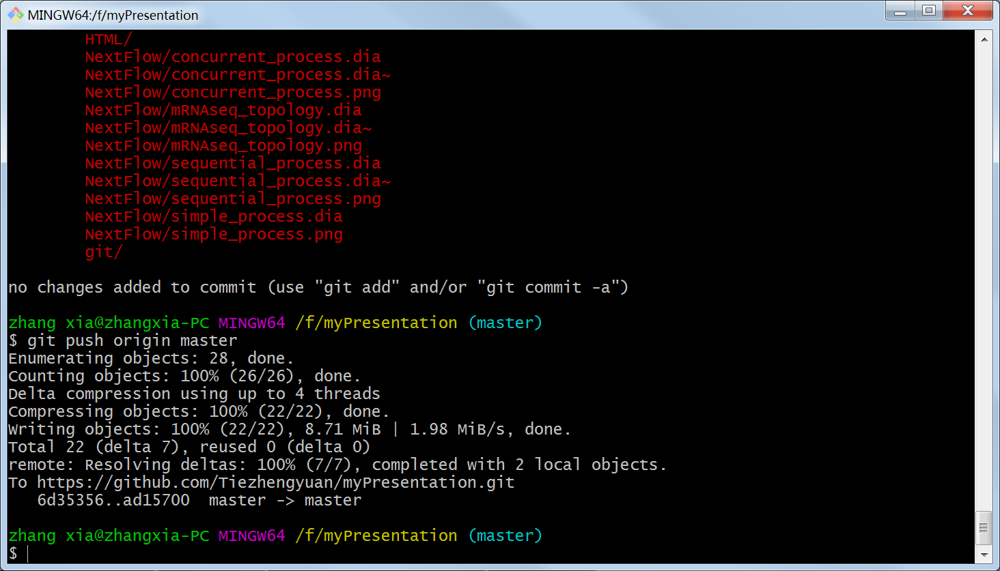 MINGW64:/f/myPresentation
HTML/
NextFlow/concurrent_process.dia
NextFlow/concurrent_process.dia~
NextFlow/concurrent_process.png
NextFlow/mRNAseq_topology.dia
NextFlow/mRNAseq_topology.dia~
NextFlow/mRNAseq_topology.png
NextFlow/sequential_process.dia
NextFlow/sequential_process.dia~
NextFlow/sequential_process.png
NextFlow/simple_process.dia
NextFlow/simple_process.png
git/
no changes added to commit (use "git add" and/or "git commit -a")
zhang xia@zhangxia-PC MINGW64 /f/myPresentation (master)
$ git push origin master
Enumerating objects: 28, done.
Counting objects: 100% (26/26), done.
Delta compression using up to 4 threads
Compressing objects: 100% (22/22), done.
Writing objects: 100% (22/22), 8.71 MiB | 1.98 MiB/s, done.
Total 22 (delta 7), reused 0 (delta 0)
remote: Resolving deltas: 100% (7/7), completed with 2 local objects.
To https://github.com/Tiezhengyuan/myPresentation.git
6d35356..ad15700  master -> master
zhang xia@zhangxia-PC MINGW64 /f/myPresentation (master)
$